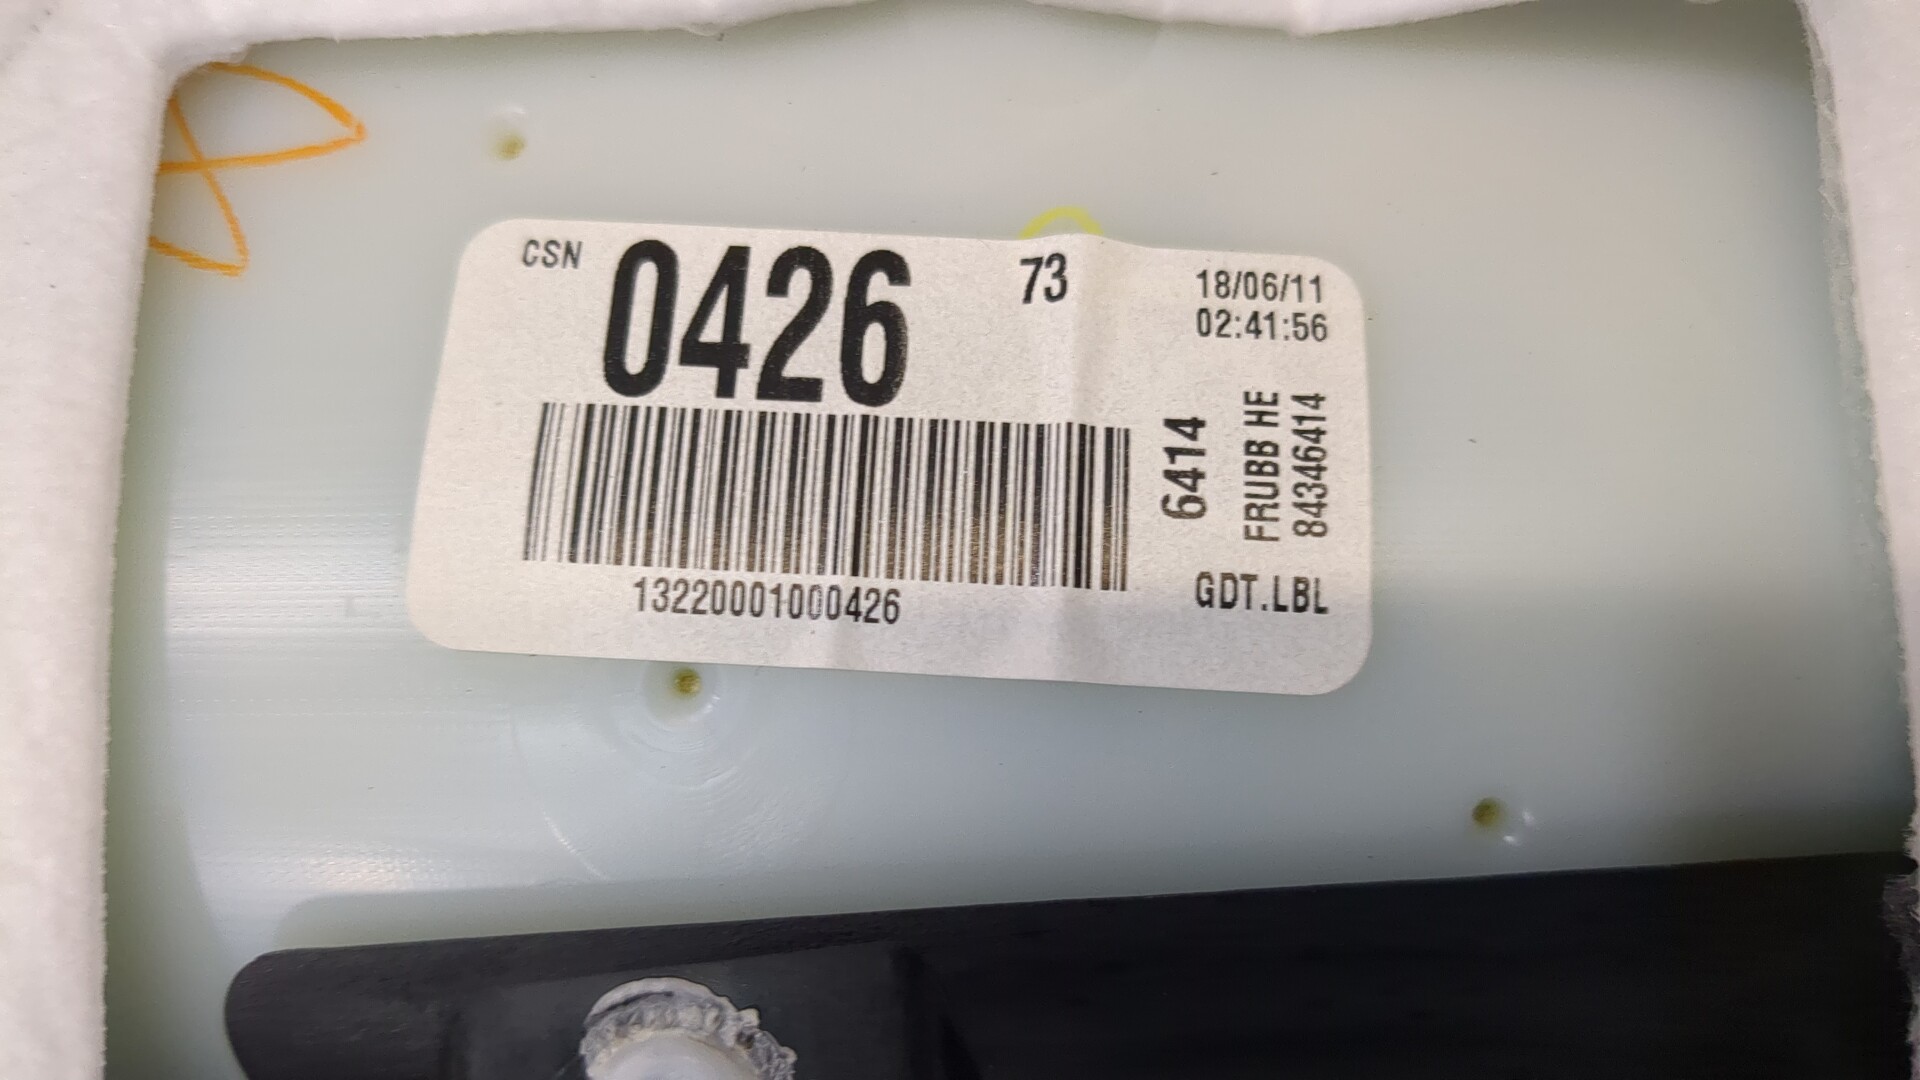 CSN 0426 73 18/06/11
02:41:56
6414
FRUBB HE
84346414
13220001000426
GDT.LBL